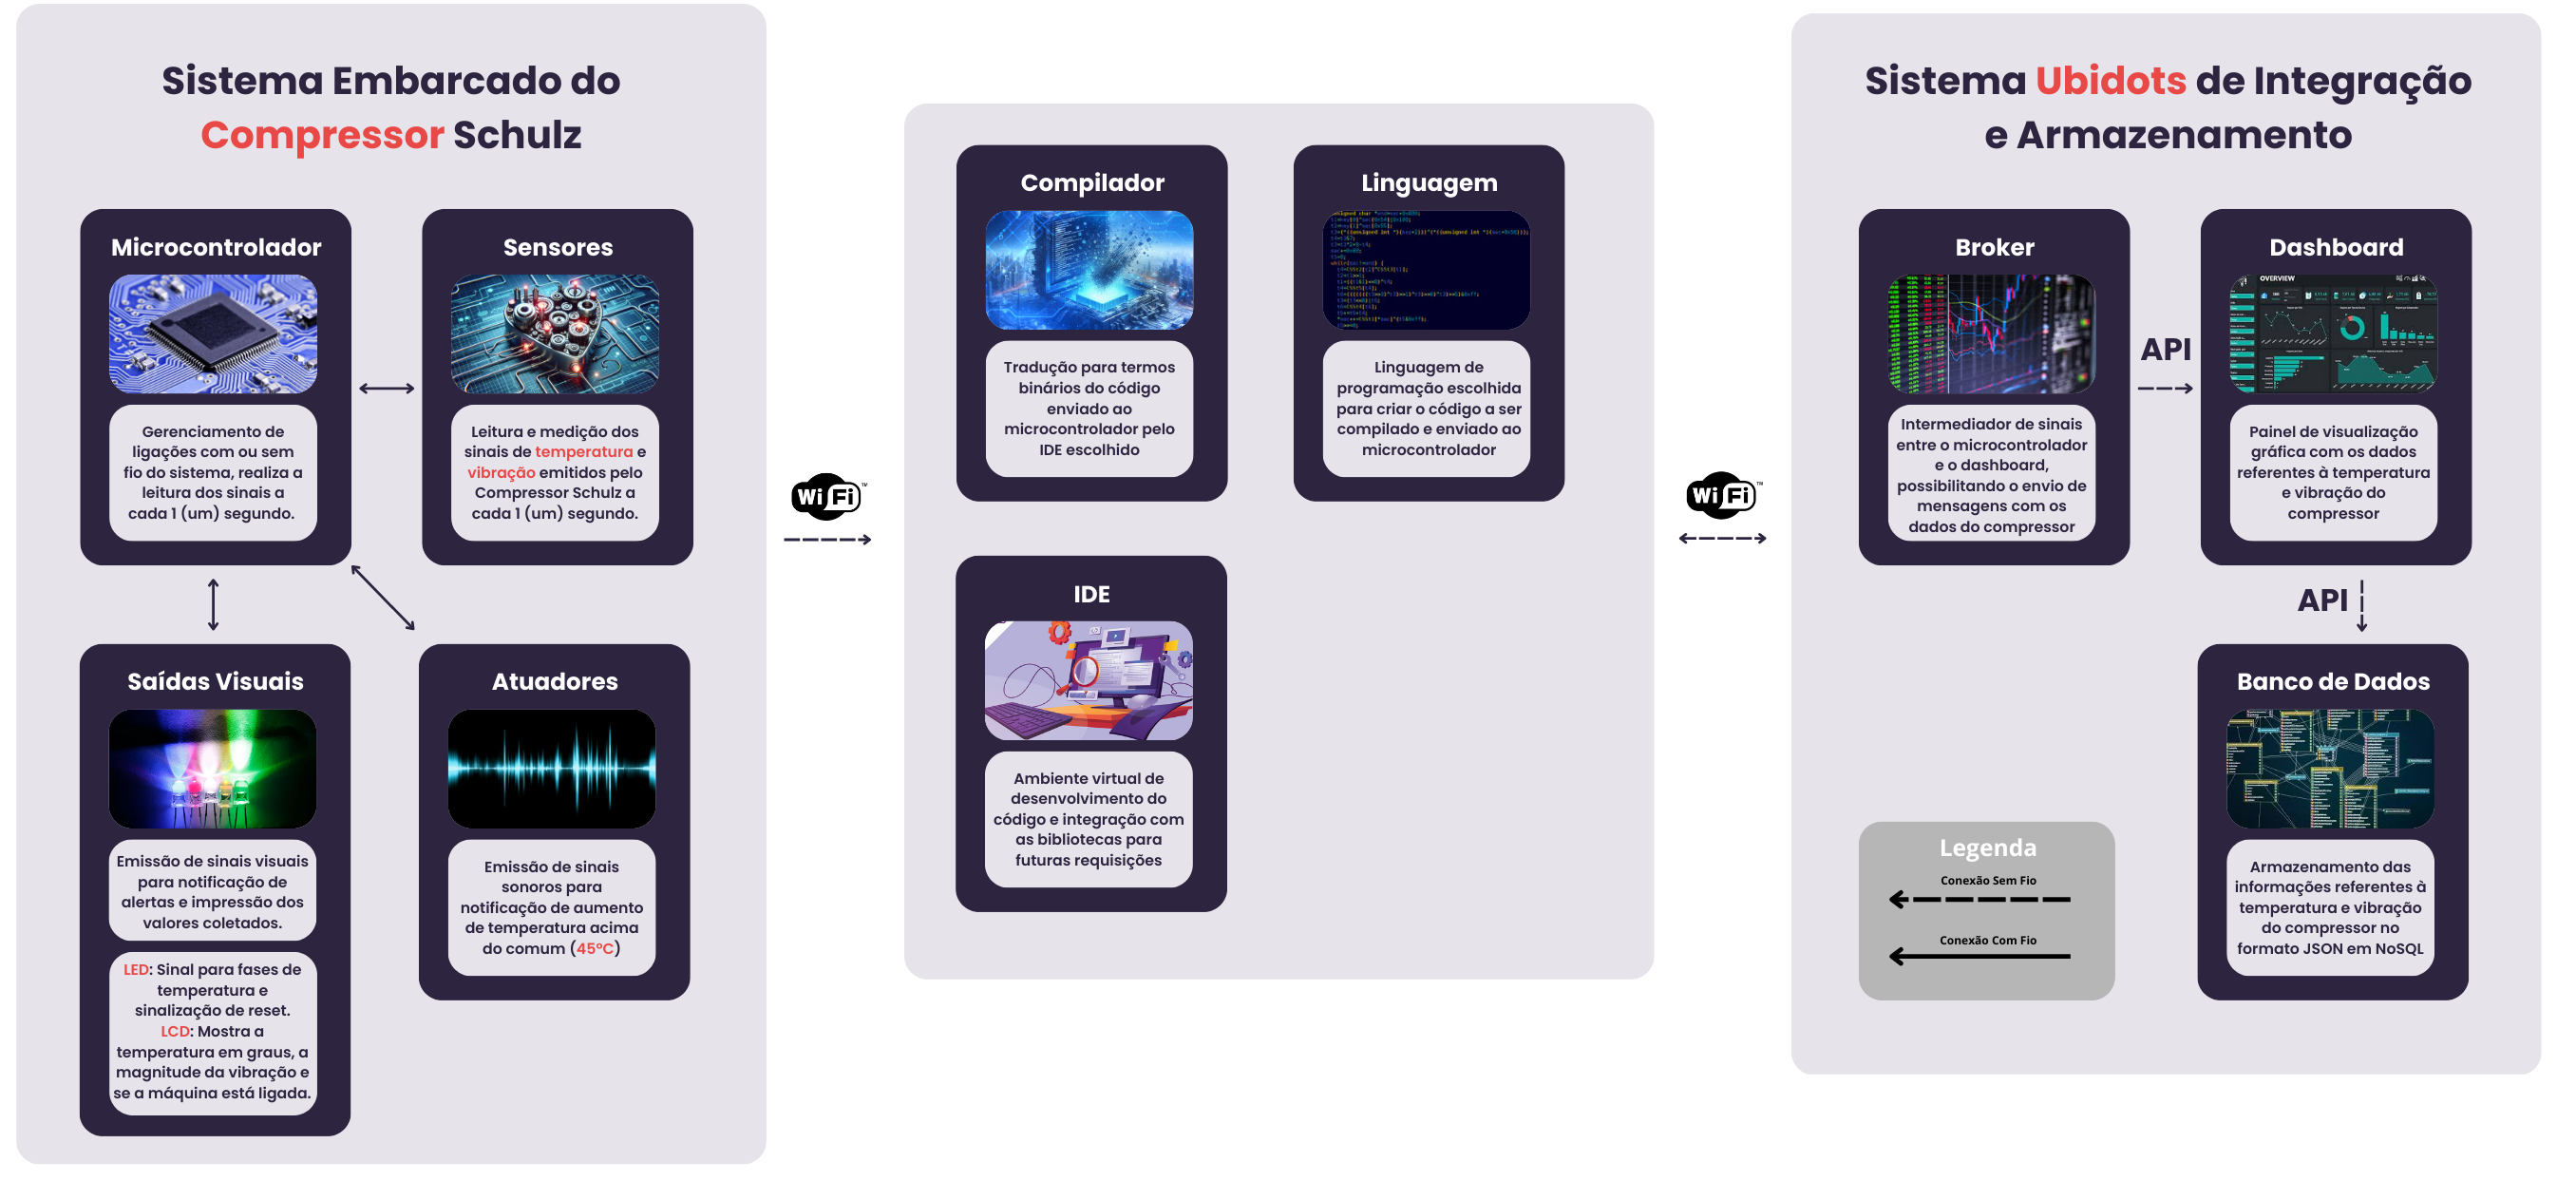 Sistema Embarcado do
Compressor Schulz
Microcontrolador
Gerenciamento de
ligações com ou sem
fio do sistema, realiza a
leitura dos sinais a
cada 1 (um) segundo.
Sensores
Leitura e medição dos
sinais de temperatura e
vibração emitidos pelo
Compressor Schulz a
cada 1 (um) segundo.
Saídas Visuais
Emissão de sinais visuais
para notificação de
alertas e impressão dos
valores coletados.
LED: Sinal para fases de
temperatura e
sinalização de reset.
LCD: Mostra a
temperatura em graus, a
magnitude da vibração e
se a máquina está ligada.
Atuadores
Emissão de sinais
sonoros para
notificação de aumento
de temperatura acima
do comum (45°C)
WiFi™
Compilador
Tradução para termos
binários do código
enviado ao
microcontrolador pelo
IDE escolhido
Linguagem
Linguagem de
programação escolhida
para criar o código a ser
compilado e enviado ao
microcontrolador
IDE
Ambiente virtual de
desenvolvimento do
código e integração com
as bibliotecas para
futuras requisições
WiFi™
Sistema Ubidots de Integração
e Armazenamento
Broker
Intermediador de sinais
entre o microcontrolador
e o dashboard,
possibilitando o envio de
mensagens com os
dados do compressor
API
Dashboard
OVERVIEW
Painel de visualização
gráfica com os dados
referentes à temperatura
e vibração do
compressor
API
Banco de Dados
Armazenamento das
informações referentes à
temperatura e vibração
do compressor no
formato JSON em NoSQL
Legenda
Conexão Sem Fio
Conexão Com Fio